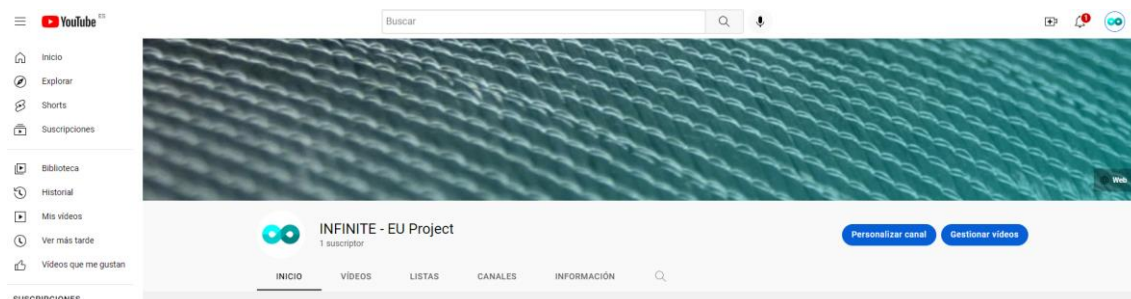 YouTube ES
Buscar
1
Inicio
Explorar
Shorts
Suscripciones
Biblioteca
Historial
Mis vídeos
Ver más tarde
Vídeos que me gustan
SUSCRIPCIONES
Web
INFINITE - EU Project
1 suscriptor
Personalizar canal
Gestionar vídeos
INICIO VÍDEOS LISTAS CANALES INFORMACIÓN